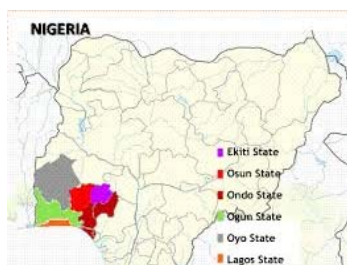 NIGERIA
Ekiti State
Osun State
Ondo State
Ogun State
Oyo State
Lagos State